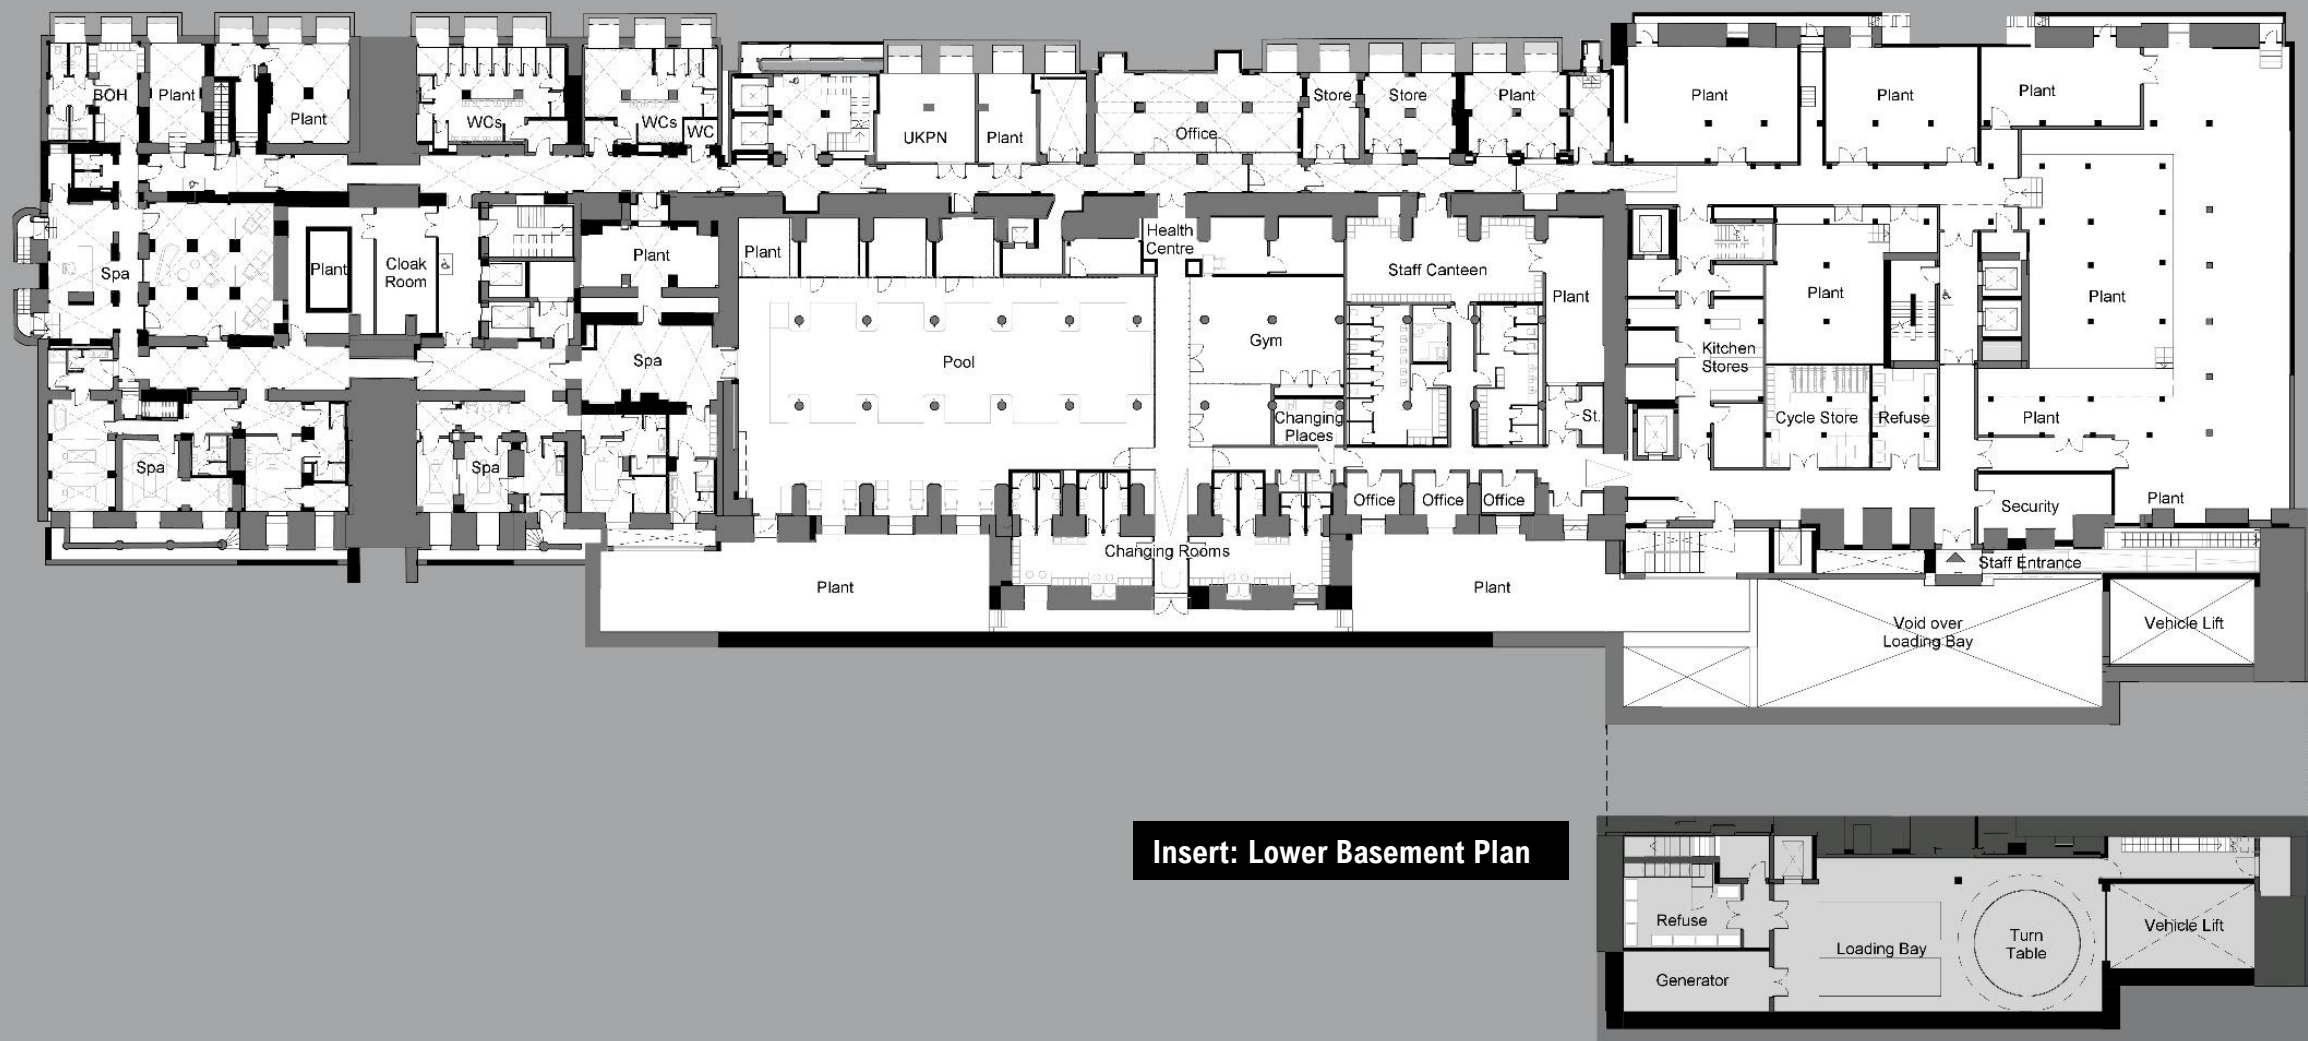 BOH
Plant
Plant
WCs
WCs
WC
UKPN
Plant
Office
Store
Store
Plant
Plant
Plant
Plant
Spa
Plant
Cloak
Room
Plant
Plant
Health
Centre
Staff Canteen
Plant
Plant
Plant
Spa
Pool
Gym
Kitchen
Stores
Changing
Places
St.
Cycle Store
Refuse
Plant
Spa
Spa
Office
Office
Office
Security
Plant
Changing Rooms
Staff Entrance
Plant
Plant
Void over
Loading Bay
Vehicle Lift
Insert: Lower Basement Plan
Refuse
Generator
Loading Bay
Turn
Table
Vehicle Lift